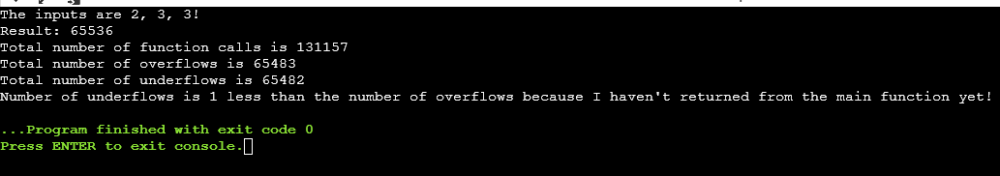 The inputs are 2, 3, 3!
Result: 65536
Total number of function calls is 131157
Total number of overflows is 65483
Total number of underflows is 65482
Number of underflows is 1 less than the number of overflows because I haven't returned from the main function yet!
...Program finished with exit code 0
Press ENTER to exit console.